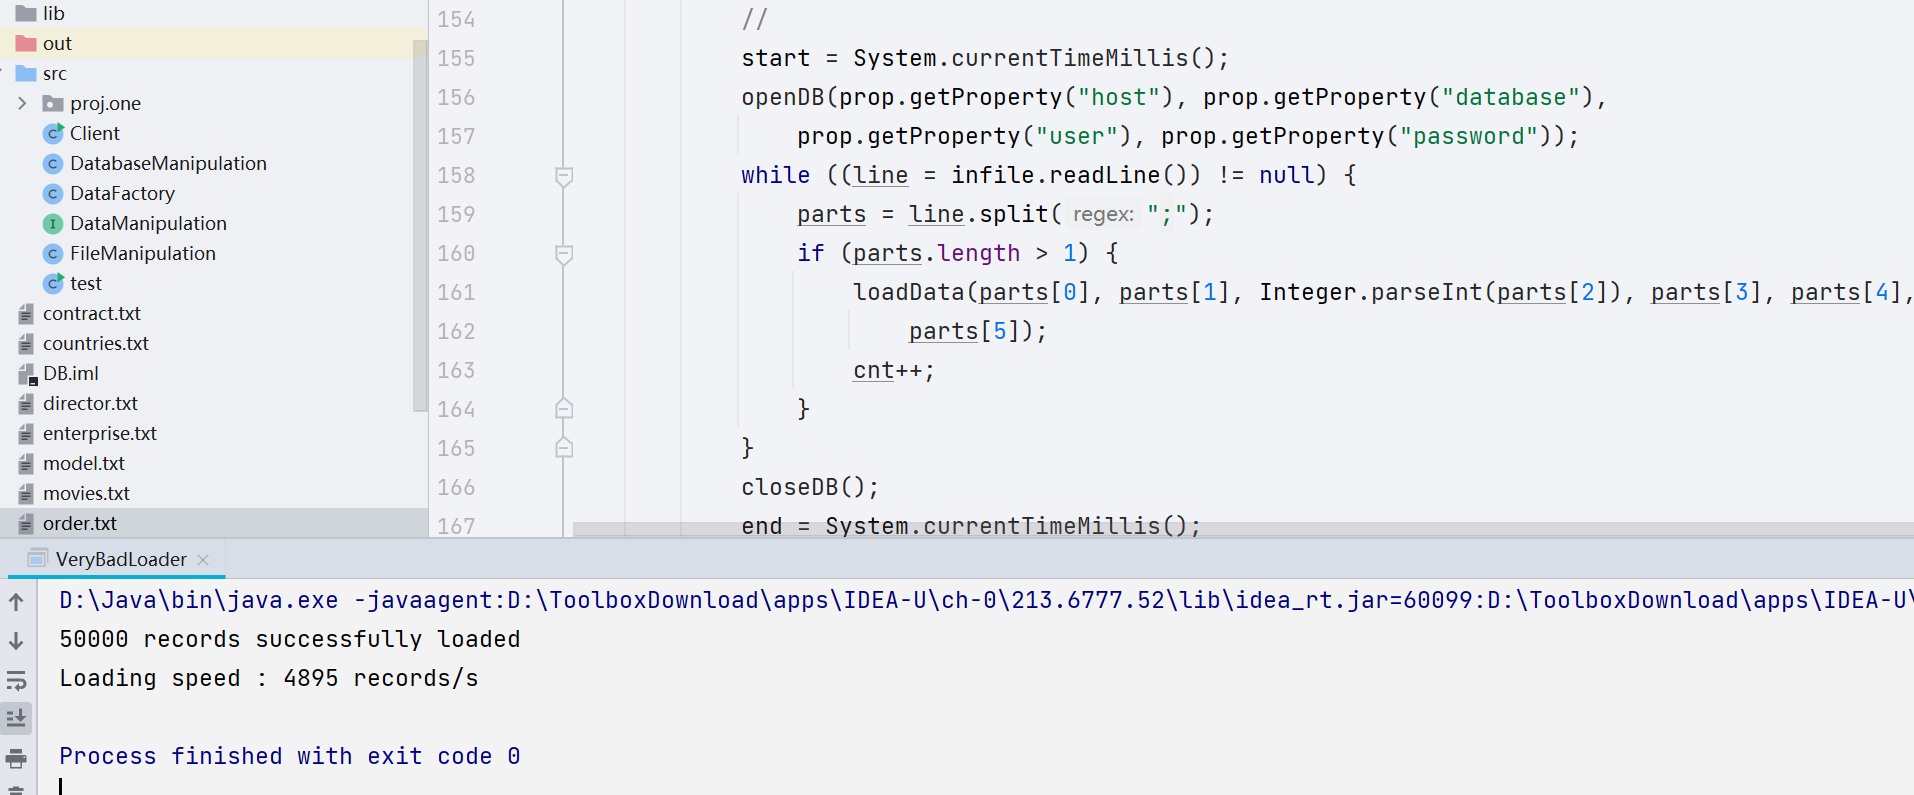 lib
out
src
proj.one
Client
DatabaseManipulation
DataFactory
DataManipulation
FileManipulation
test
contract.txt
countries.txt
DB.iml
director.txt
enterprise.txt
model.txt
movies.txt
order.txt
154 //
155 start = System.currentTimeMillis();
156 openDB(prop.getProperty("host"), prop.getProperty("database"),
157 prop.getProperty("user"), prop.getProperty("password"));
158 while ((line = infile.readLine()) != null) {
159 parts = line.split( regex: ";");
160 if (parts.length > 1) {
161 loadData(parts[0], parts[1], Integer.parseInt(parts[2]), parts[3], parts[4],
162 parts[5]);
163 cnt++;
164 }
165 }
166 closeDB();
167 end = System.currentTimeMillis();
VeryBadLoader
D:\Java\bin\java.exe -javaagent:D:\ToolboxDownload\apps\IDEA-U\ch-0\213.6777.52\lib\idea_rt.jar=60099:D:\ToolboxDownload\apps\IDEA-U\
50000 records successfully loaded
Loading speed : 4895 records/s
Process finished with exit code 0